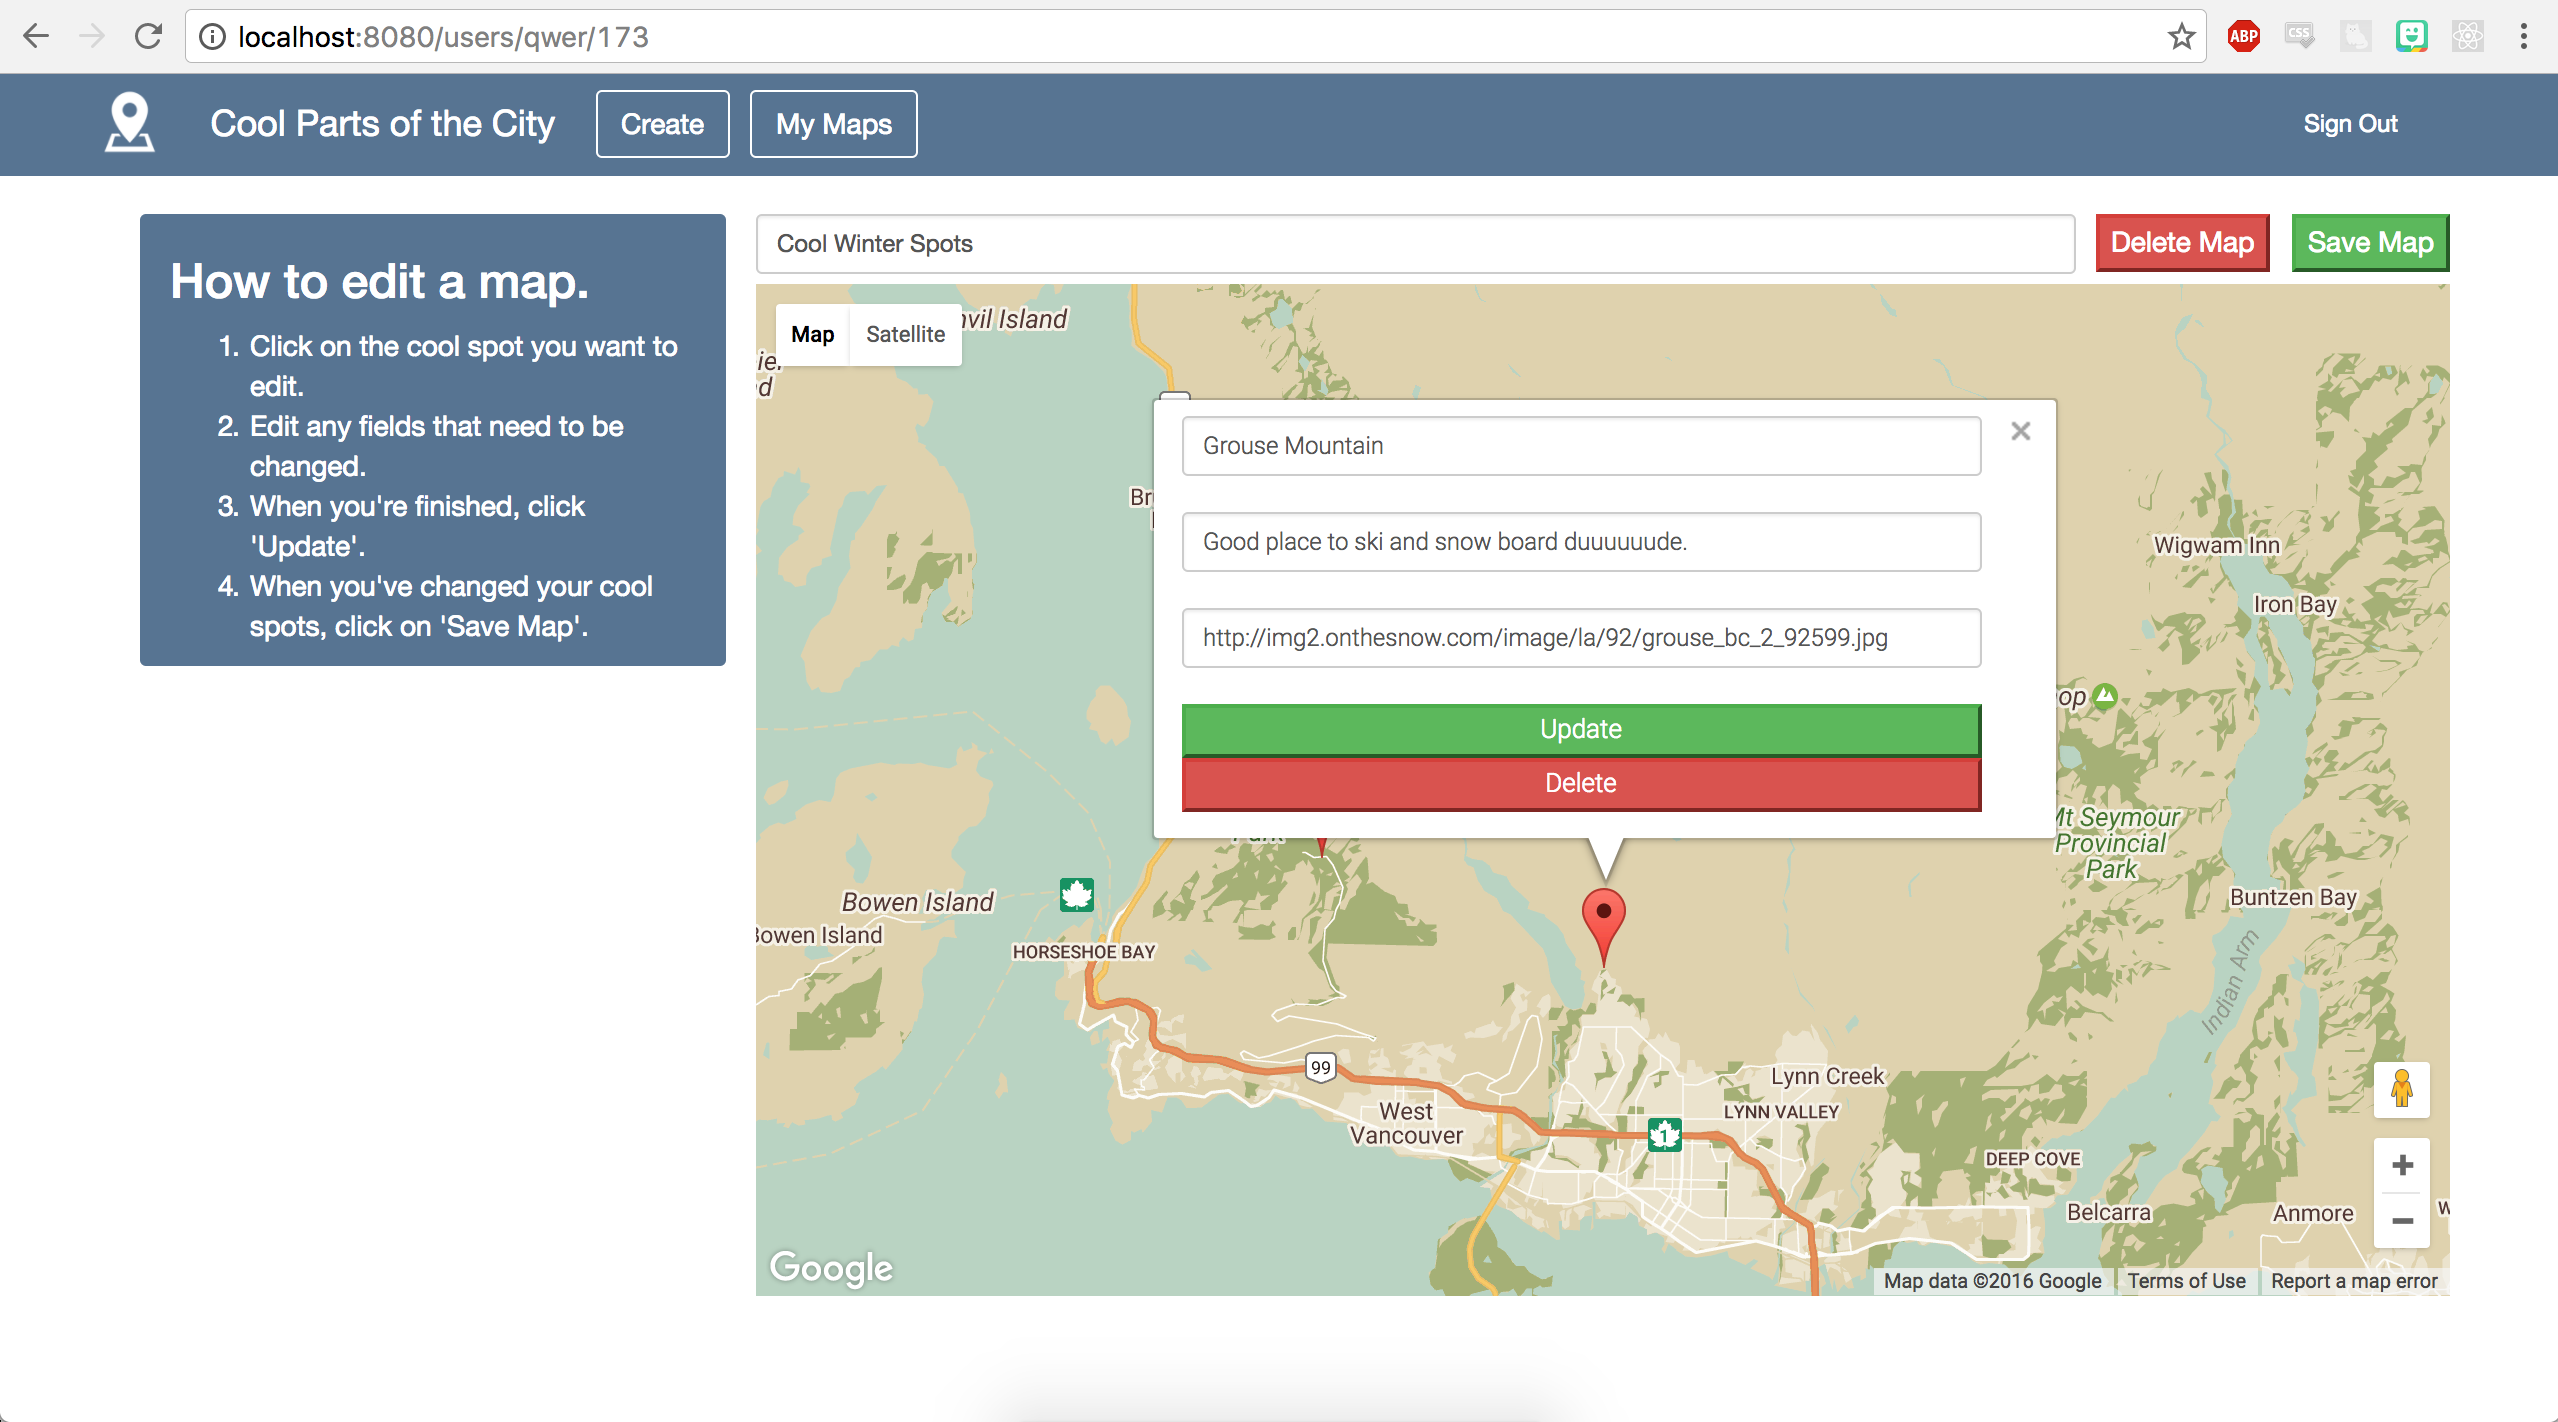 localhost:8080/users/qwer/173
ABP
CSS
Cool Parts of the City
Create
My Maps
Sign Out
How to edit a map.
1. Click on the cool spot you want to
edit.
2. Edit any fields that need to be
changed.
3. When you're finished, click
'Update'.
4. When you've changed your cool
spots, click on 'Save Map'.
Cool Winter Spots
Delete Map
Save Map
Map
Satellite
nvil Island
Grouse Mountain
Good place to ski and snow board duuuuuude.
http://img2.onthesnow.com/image/la/92/grouse_bc_2_92599.jpg
Update
Delete
Wigwam Inn
Iron Bay
op
Mt Seymour
Provincial
Park
Park
Buntzen Bay
Bowen Island
Bowen Island
HORSESHOE BAY
Indian Arm
99
Lynn Creek
LYNN VALLEY
West
Vancouver
1
DEEP COVE
Belcarra
Anmore
Google
Map data ©2016 Google
Terms of Use
Report a map error